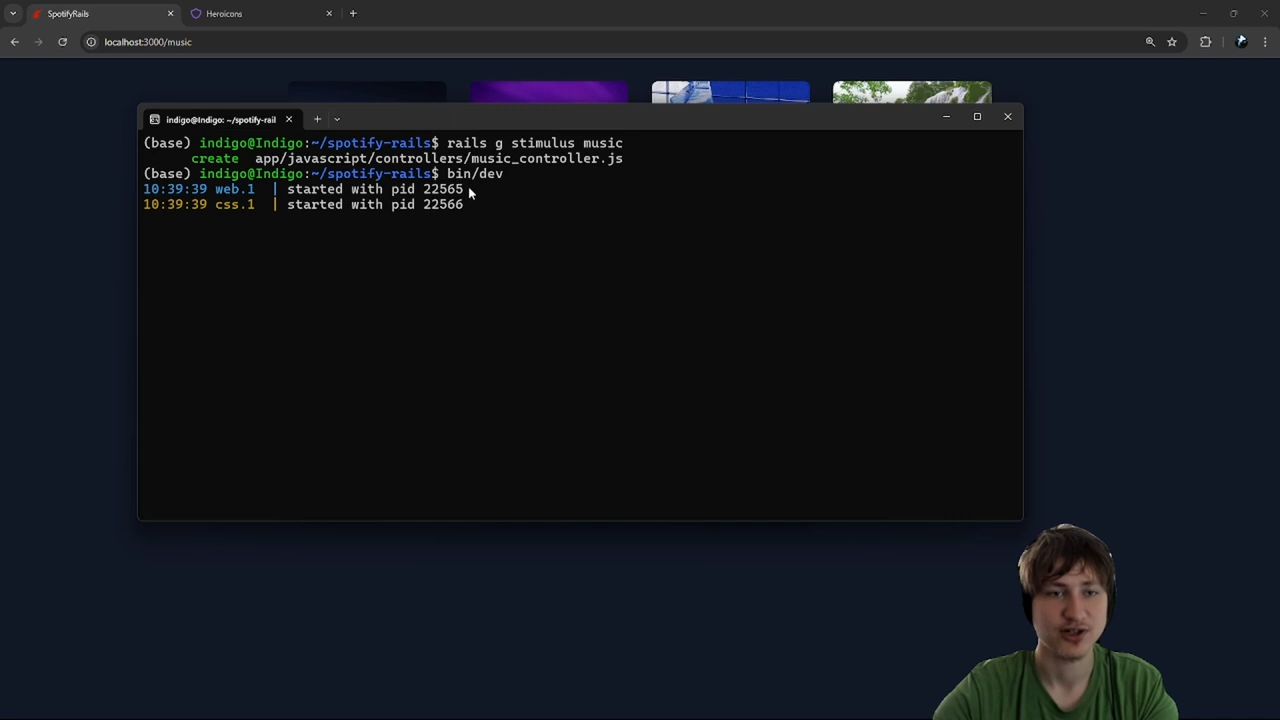 SpotifyRails
Heroicons
localhost:3000/music
indigo@Indigo: ~/spotify-rail
(base) indigo@Indigo:~/spotify-rails$ rails g stimulus music
create app/javascript/controllers/music_controller.js
(base) indigo@Indigo:~/spotify-rails$ bin/dev
10:39:39 web.1 | started with pid 22565
10:39:39 css.1 | started with pid 22566